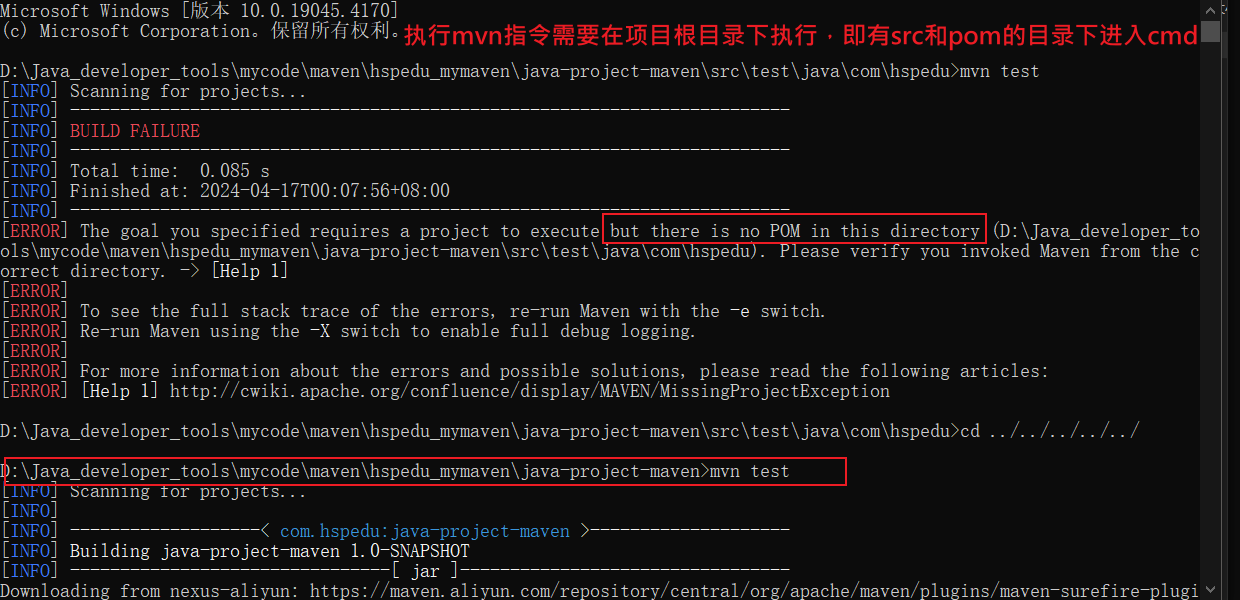 Microsoft Windows [版本 10.0.19045.4170]
(c) Microsoft Corporation。保留所有权利。
执行mvn指令需要在项目根目录下执行，即有src和pom的目录下进入cmd
D:\Java_developer_tools\mycode\maven\hspedu_mymaven\java-project-maven\src\test\java\com\hspedu>mvn test
[INFO] Scanning for projects...
[INFO] ------------------------------------------------------------------------
[INFO] BUILD FAILURE
[INFO] ------------------------------------------------------------------------
[INFO] Total time:  0.085 s
[INFO] Finished at: 2024-04-17T00:07:56+08:00
[INFO] ------------------------------------------------------------------------
[ERROR] The goal you specified requires a project to execute but there is no POM in this directory (D:\Java_developer_to
ols\mycode\maven\hspedu_mymaven\java-project-maven\src\test\java\com\hspedu). Please verify you invoked Maven from the c
orrect directory. -> [Help 1]
[ERROR]
[ERROR] To see the full stack trace of the errors, re-run Maven with the -e switch.
[ERROR] Re-run Maven using the -X switch to enable full debug logging.
[ERROR]
[ERROR] For more information about the errors and possible solutions, please read the following articles:
[ERROR] [Help 1] http://cwiki.apache.org/confluence/display/MAVEN/MissingProjectException
D:\Java_developer_tools\mycode\maven\hspedu_mymaven\java-project-maven\src\test\java\com\hspedu>cd ../../../../../
D:\Java_developer_tools\mycode\maven\hspedu_mymaven\java-project-maven>mvn test
[INFO] Scanning for projects...
[INFO]
[INFO] -------------------< com.hspedu:java-project-maven >--------------------
[INFO] Building java-project-maven 1.0-SNAPSHOT
[INFO] --------------------------------[ jar ]---------------------------------
Downloading from nexus-aliyun: https://maven.aliyun.com/repository/central/org/apache/maven/plugins/maven-surefire-plugi